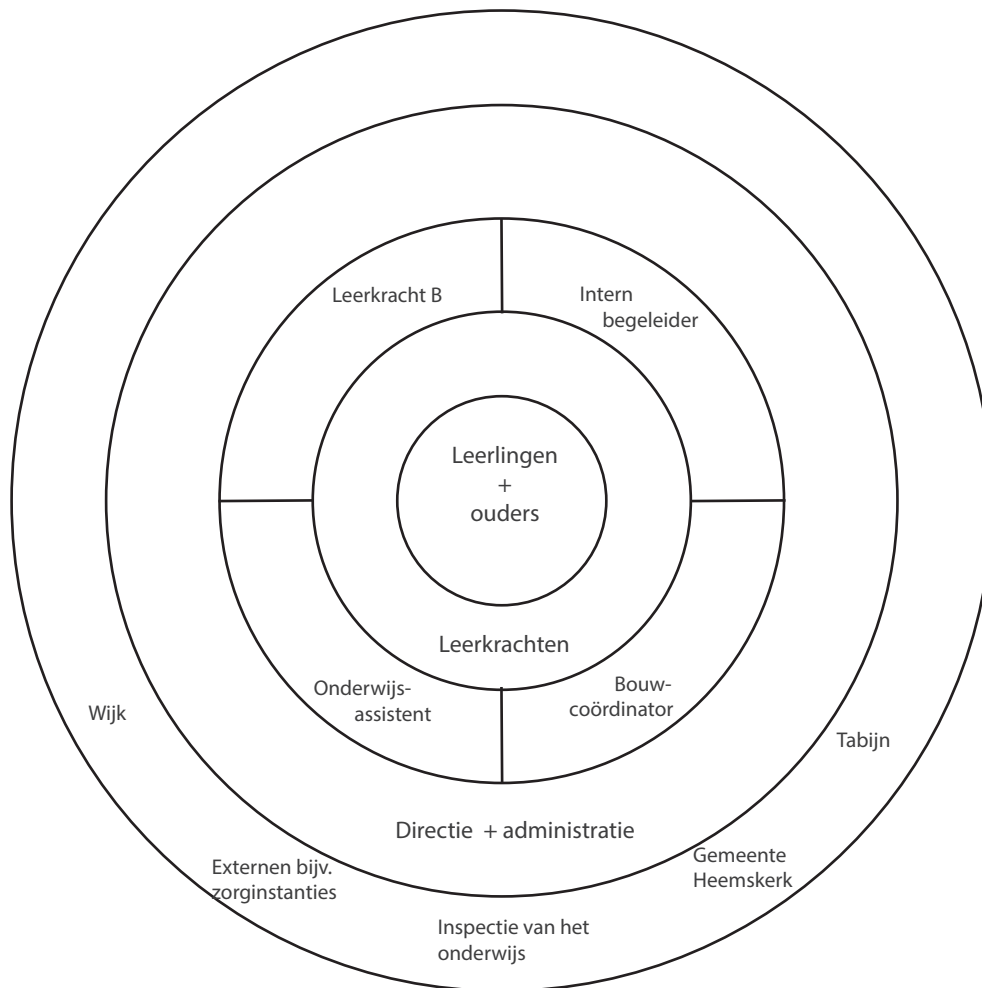 Leerkracht B
Intern
begeleider
Leerlingen
+
ouders
Leerkrachten
Onderwijs-
assistent
Bouw-
coördinator
Wijk
Tabijn
Directie + administratie
Externen bijv.
zorginstanties
Gemeente
Heemskerk
Inspectie van het
onderwijs